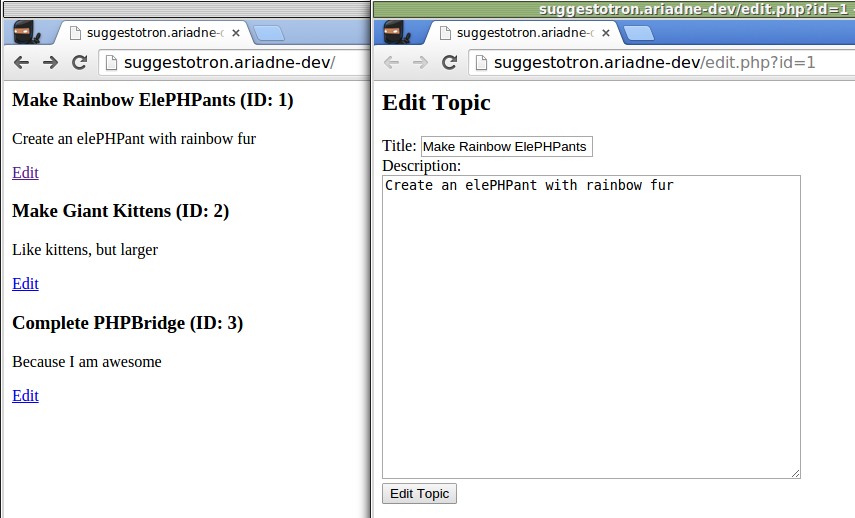 suggestotron.ariadne-d
suggestotron.ariadne-dev/
Make Rainbow ElePHPants (ID: 1)
Create an elePHPant with rainbow fur
Edit
Make Giant Kittens (ID: 2)
Like kittens, but larger
Edit
Complete PHPBridge (ID: 3)
Because I am awesome
Edit
suggestotron.ariadne-dev/edit.php?id=1
suggestotron.ariadne-d
suggestotron.ariadne-dev/edit.php?id=1
Edit Topic
Title: Make Rainbow ElePHPants
Description:
Create an elePHPant with rainbow fur
Edit Topic